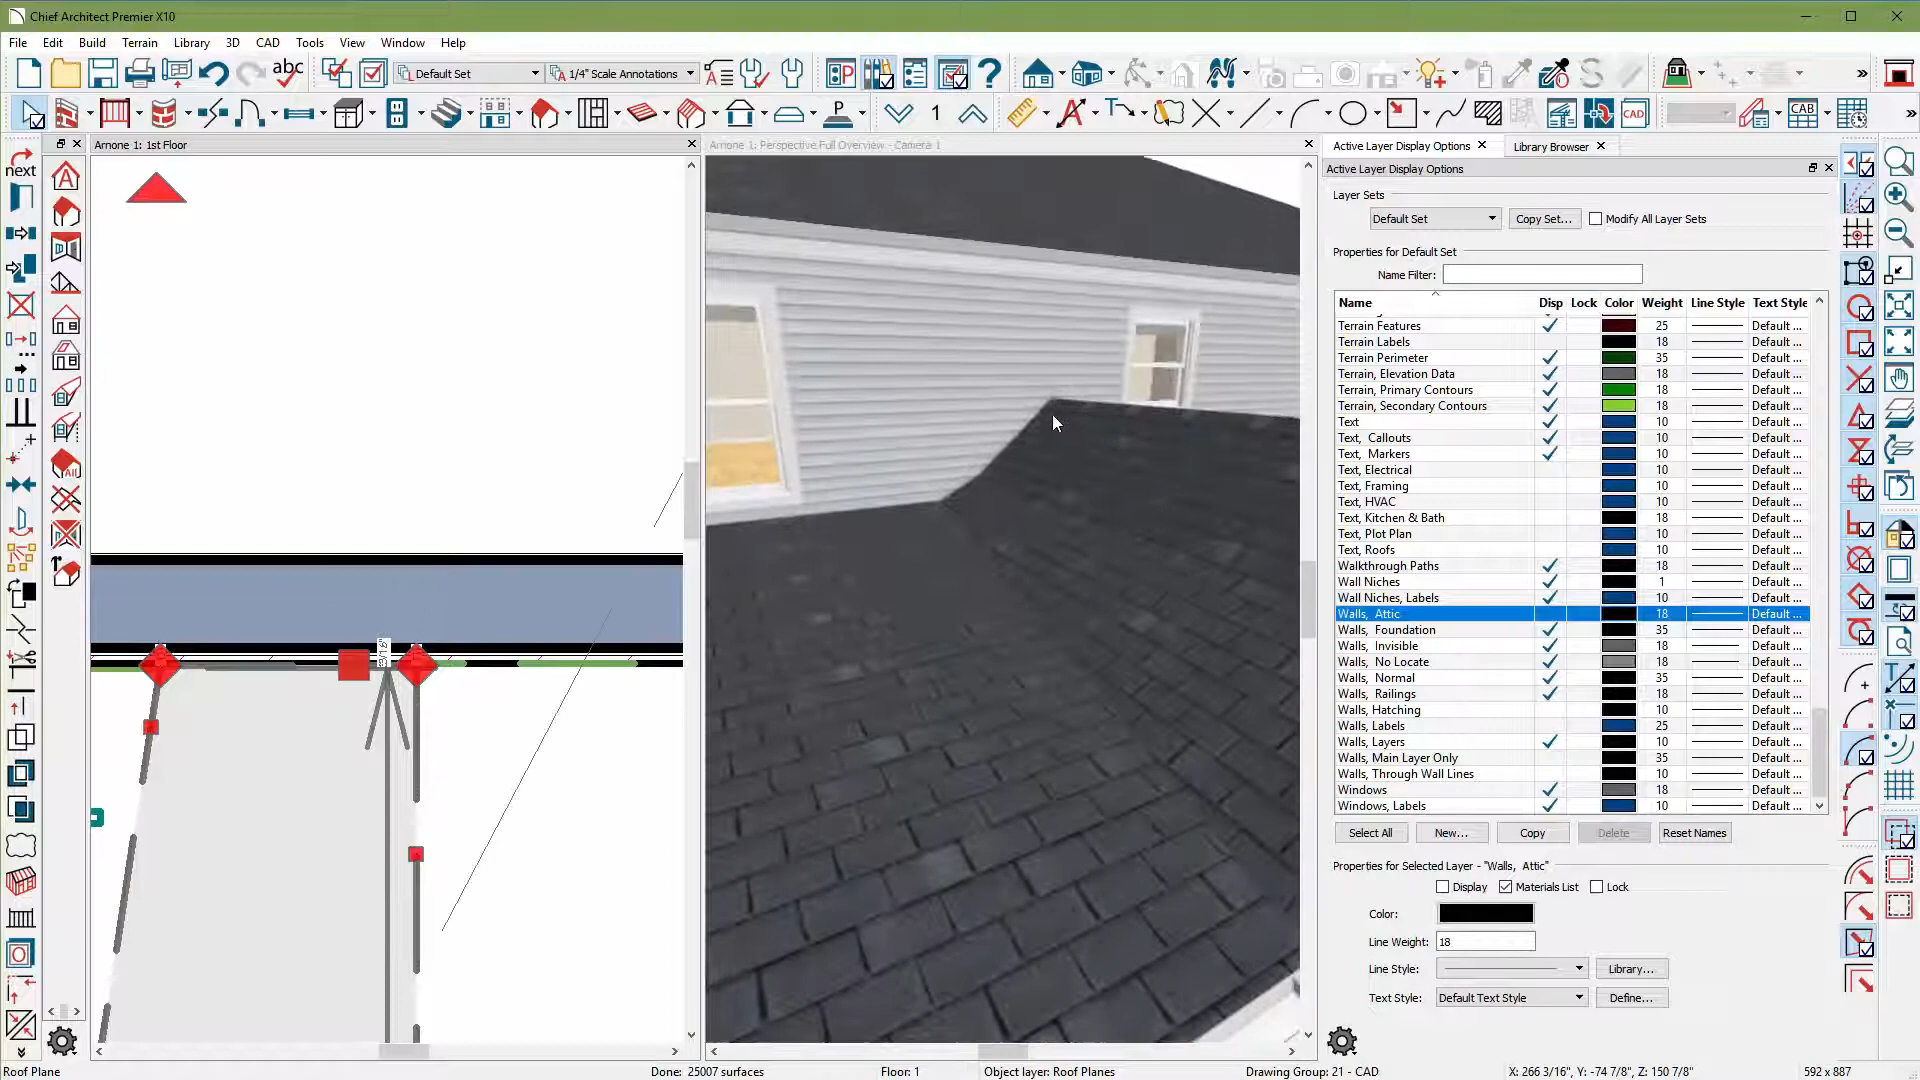 Chief Architect Premier X10
File Edit Build Terrain Library 3D CAD Tools View Window Help
abc Default Set 1/4" Scale Annotations
1 CAD CAB
next
Arnone 1: 1st Floor
Arnone 1: Perspective Full Overview - Camera 1
Active Layer Display Options Library Browser
Active Layer Display Options
Layer Sets
Default Set Copy Set... Modify All Layer Sets
Properties for Default Set
Name Filter:
Name Disp Lock Color Weight Line Style Text Style
Terrain Features 25 Default ...
Terrain Labels 18 Default ...
Terrain Perimeter 35 Default ...
Terrain, Elevation Data 18 Default ...
Terrain, Primary Contours 18 Default ...
Terrain, Secondary Contours 18 Default ...
Text 10 Default ...
Text, Callouts 10 Default ...
Text, Markers 10 Default ...
Text, Electrical 10 Default ...
Text, Framing 10 Default ...
Text, HVAC 10 Default ...
Text, Kitchen & Bath 18 Default ...
Text, Plot Plan 10 Default ...
Text, Roofs 10 Default ...
Walkthrough Paths 18 Default ...
Wall Niches 1 Default ...
Wall Niches, Labels 10 Default ...
Walls, Attic 18 Default ...
Walls, Foundation 35 Default ...
Walls, Invisible 18 Default ...
Walls, No Locate 18 Default ...
Walls, Normal 35 Default ...
Walls, Railings 18 Default ...
Walls, Hatching 10 Default ...
Walls, Labels 25 Default ...
Walls, Layers 10 Default ...
Walls, Main Layer Only 35 Default ...
Walls, Through Wall Lines 10 Default ...
Windows 18 Default ...
Windows, Labels 10 Default ...
Select All New... Copy Delete Reset Names
Properties for Selected Layer - "Walls, Attic"
Display Materials List Lock
Color:
Line Weight: 18
Line Style: Library...
Text Style: Default Text Style Define...
Roof Plane Done: 25007 surfaces Floor: 1 Object layer: Roof Planes Drawing Group: 21 - CAD X: 266 3/16", Y: -74 7/8", Z: 150 7/8" 592 x 887